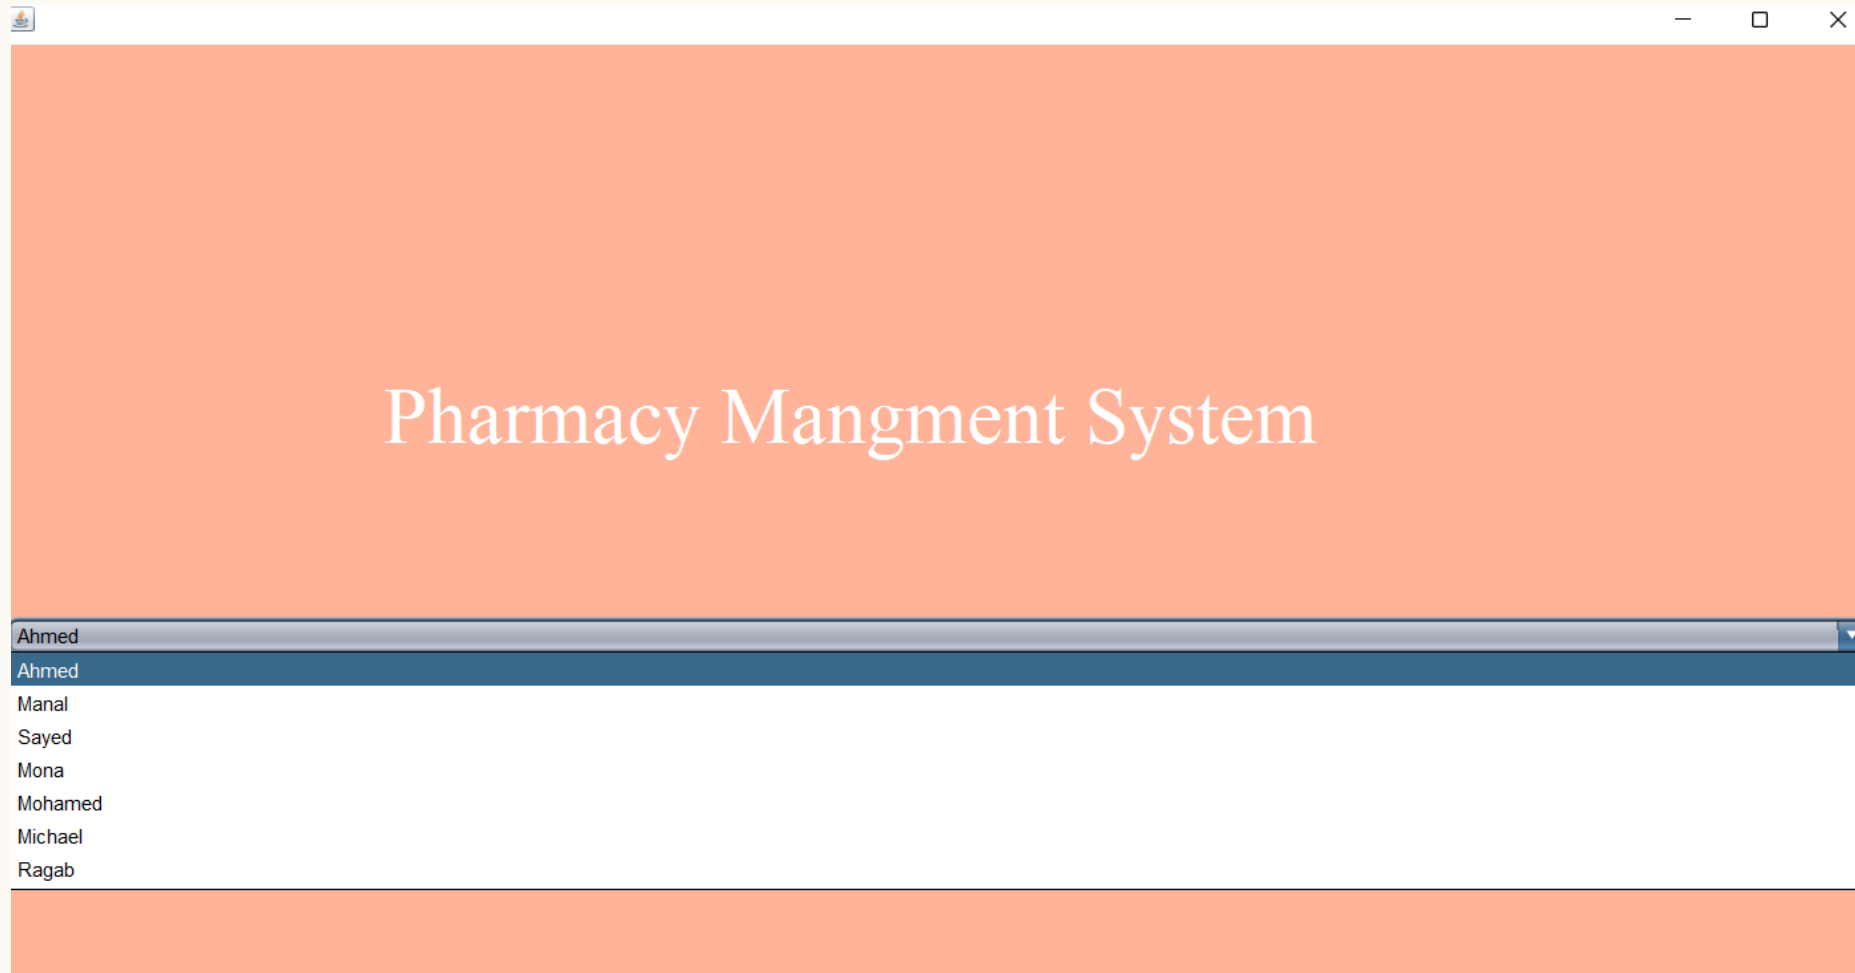 Pharmacy Mangment System
Ahmed
Ahmed
Manal
Sayed
Mona
Mohamed
Michael
Ragab